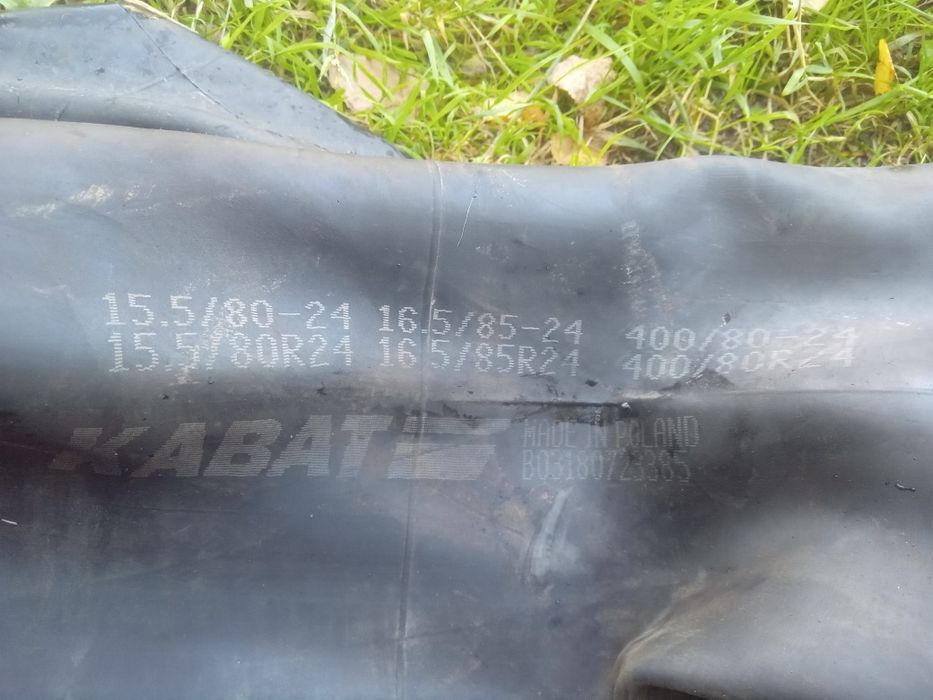 15.5/80-24 16.5/85-24 400/80-24
15.5/80R24 16.5/85R24 400/80R24
KABAT
MADE IN POLAND
B03180723365